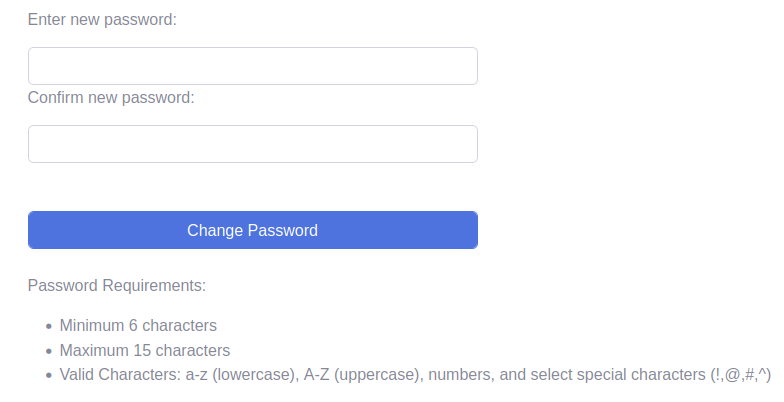 Enter new password:
Confirm new password:
Change Password
Password Requirements:
• Minimum 6 characters
• Maximum 15 characters
• Valid Characters: a-z (lowercase), A-Z (uppercase), numbers, and select special characters (!,@,#,^)